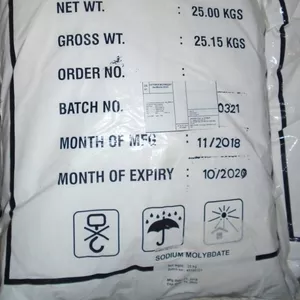 NET WT. : 25.00 KGS
GROSS WT. : 25.15 KGS
ORDER NO. :
BATCH NO. 0321
MONTH OF MFG : 11/2018
MONTH OF EXPIRY : 10/2020
SODIUM MOLYBDATE